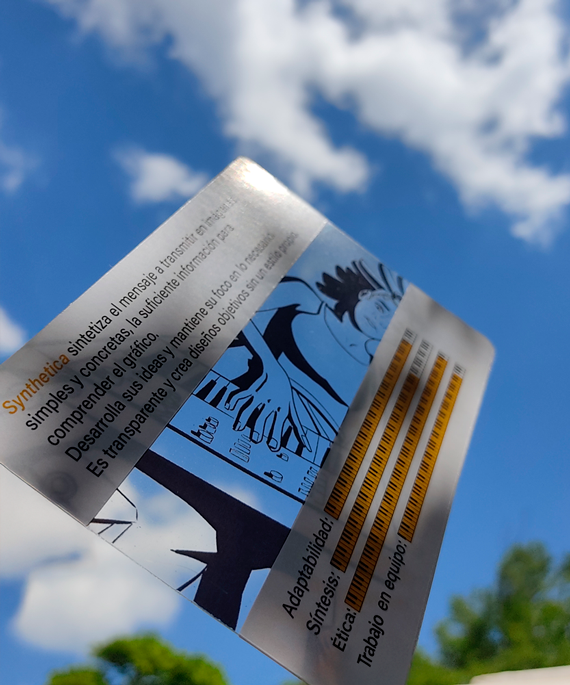 Synthetica sintetiza el mensaje a transmitir en imágenes
simples y concretas, la suficiente información para
comprender el gráfico.
Desarrolla sus ideas y mantiene su foco en lo necesario.
Es transparente y crea diseños objetivos sin un estilo propio.
Adaptabilidad:
Síntesis:
Ética:
Trabajo en equipo: